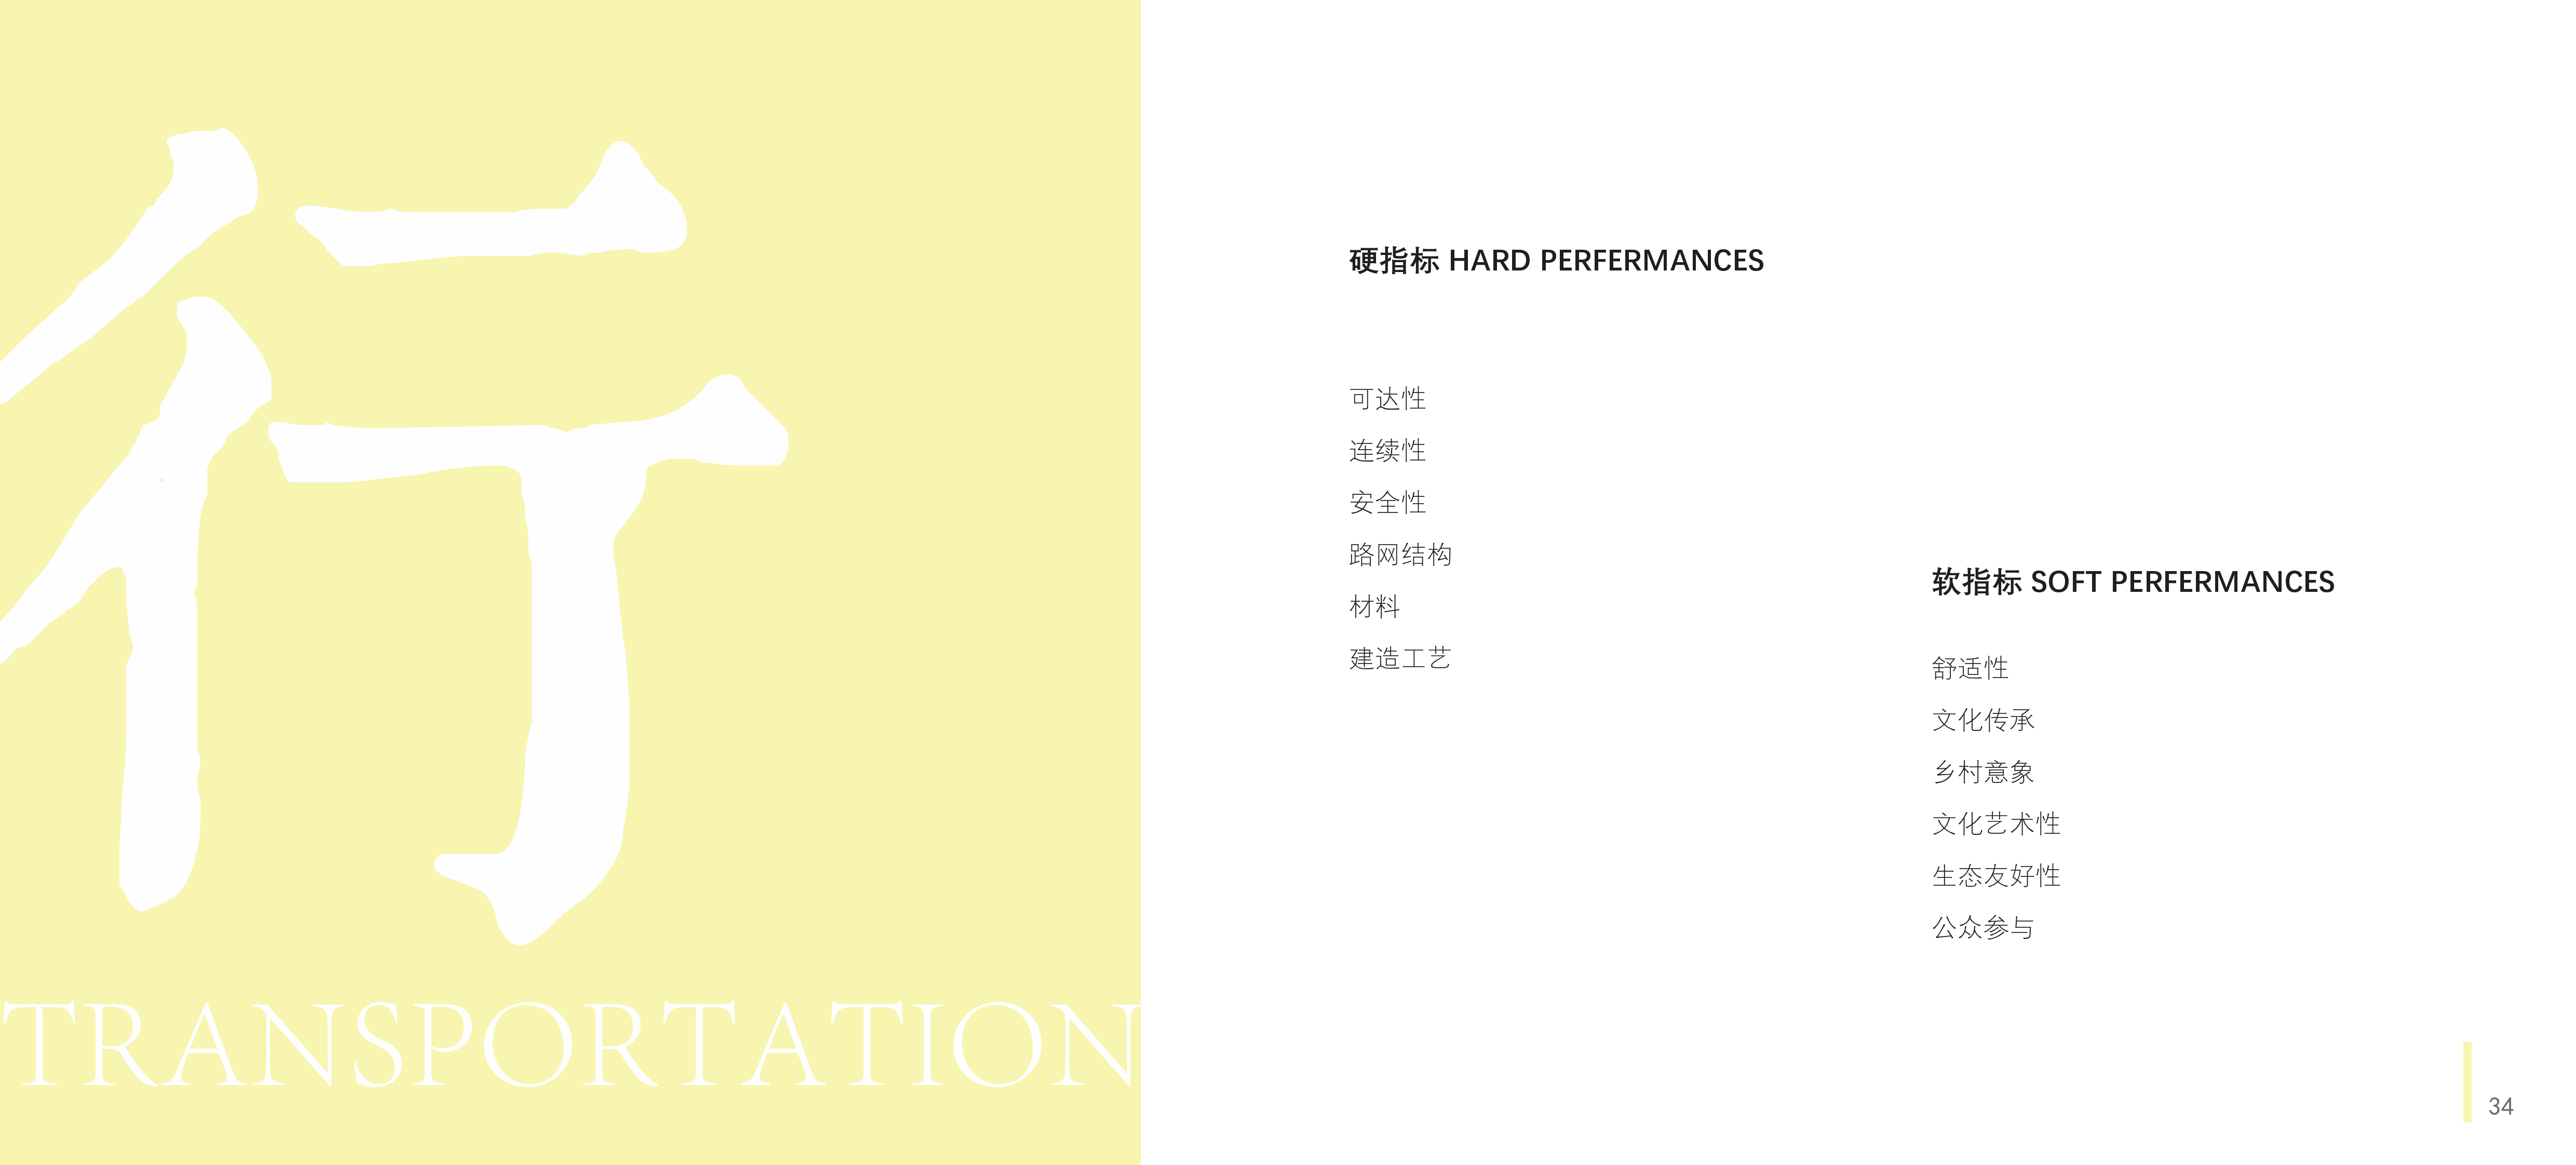 行
TRANSPORTATION
硬指标 HARD PERFERMANCES
可达性
连续性
安全性
路网结构
材料
建造工艺
软指标 SOFT PERFERMANCES
舒适性
文化传承
乡村意象
文化艺术性
生态友好性
公众参与
34